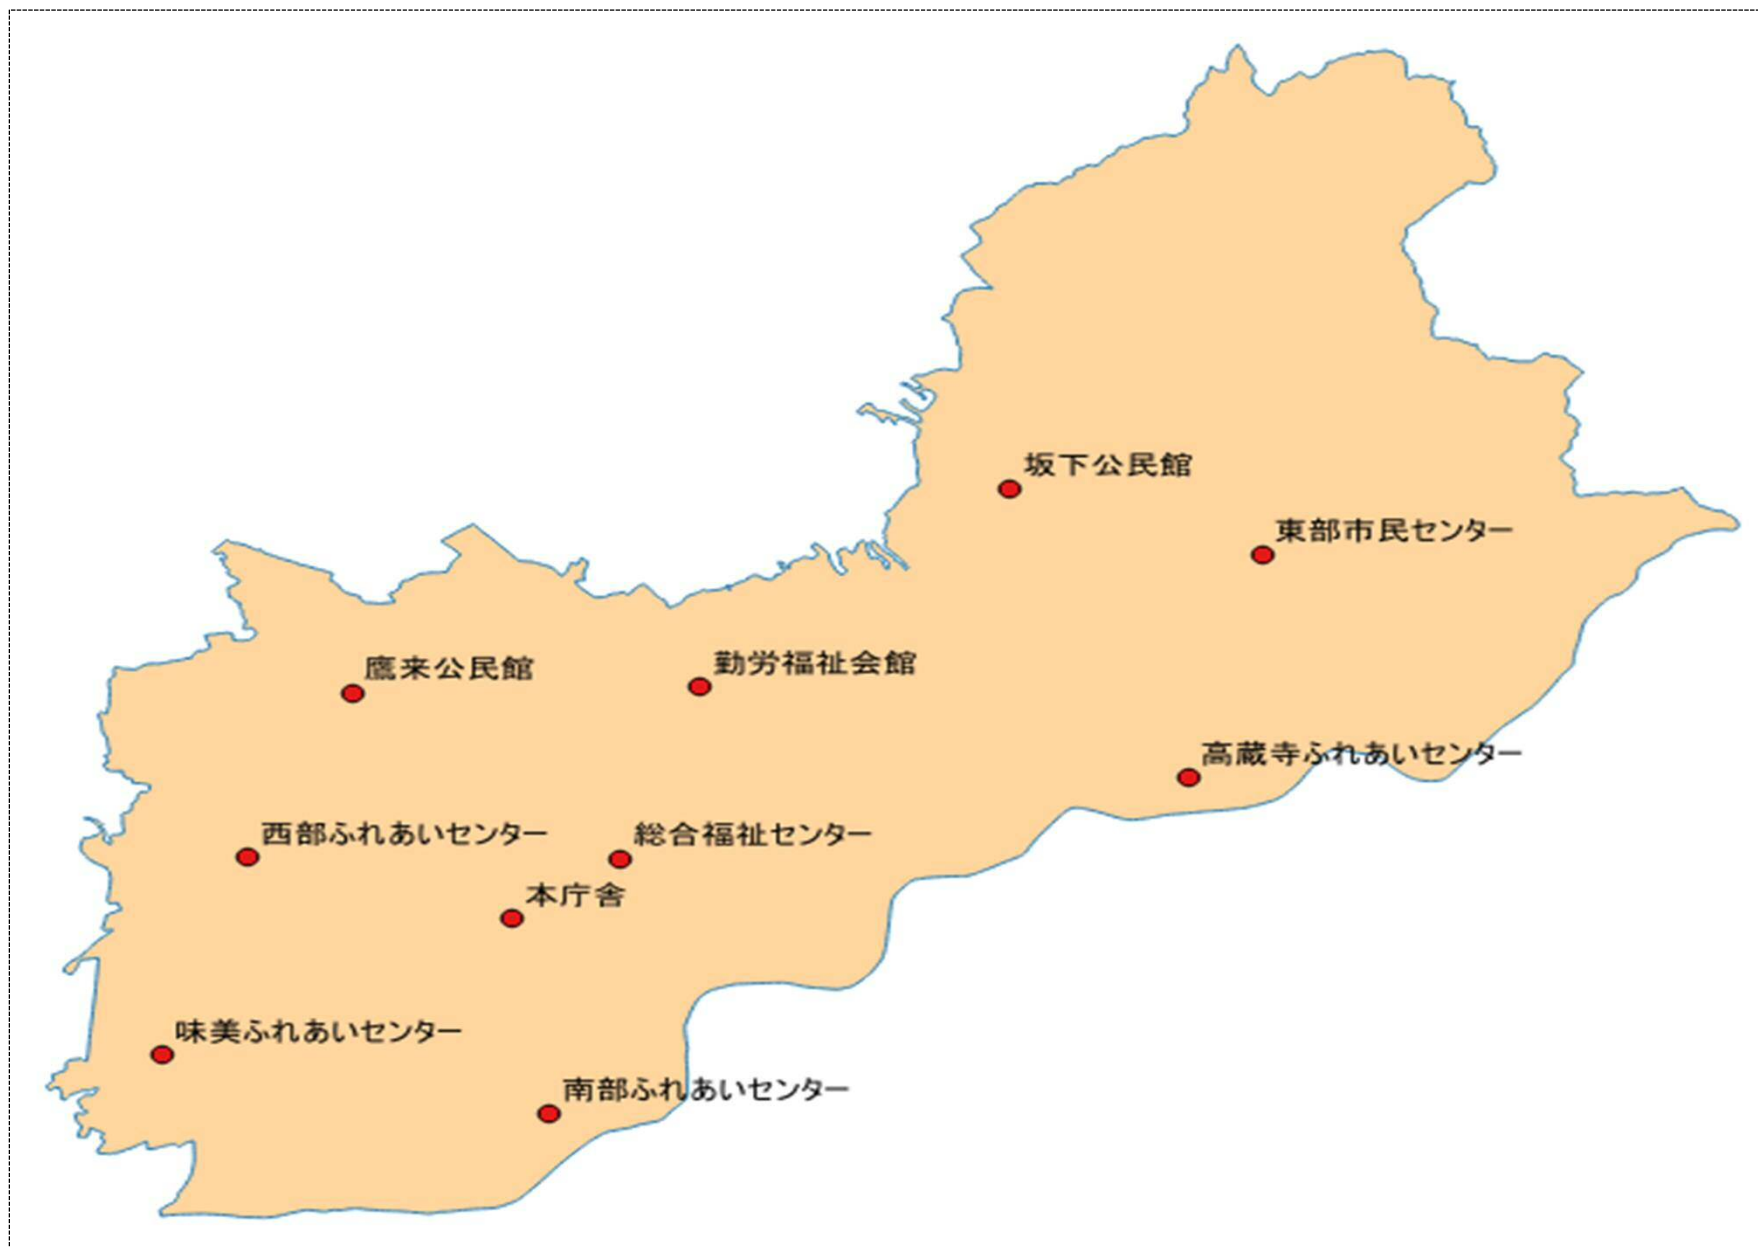 坂下公民館
東部市民センター
鷹来公民館
勤労福祉会館
高蔵寺ふれあいセンター
西部ふれあいセンター
総合福祉センター
本庁舎
味美ふれあいセンター
南部ふれあいセンター